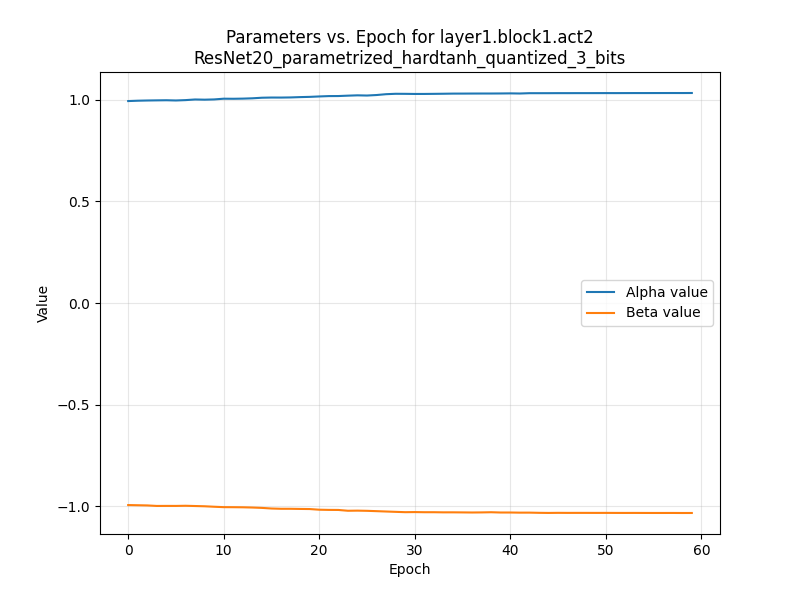 Parameters vs. Epoch for layer1.block1.act2
ResNet20_parametrized_hardtanh_quantized_3_bits
1.0
0.5
0.0
−0.5
−1.0
Value
Alpha value
Beta value
0 10 20 30 40 50 60
Epoch